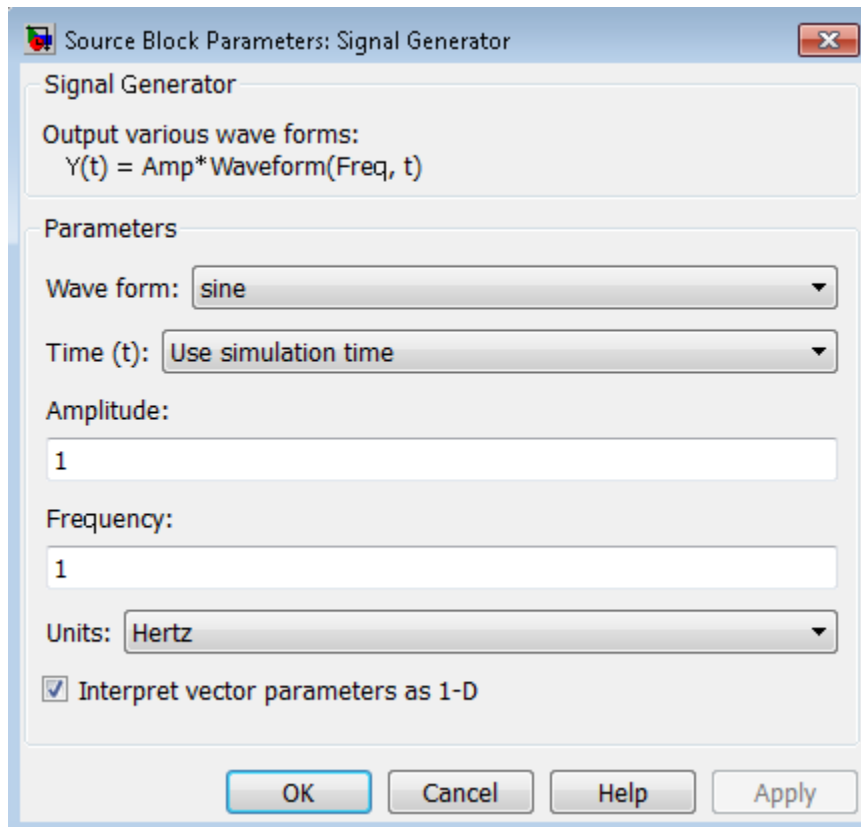 Source Block Parameters: Signal Generator
Signal Generator
Output various wave forms:
Y(t) = Amp*Waveform(Freq, t)
Parameters
Wave form: sine
Time (t): Use simulation time
Amplitude:
1
Frequency:
1
Units: Hertz
Interpret vector parameters as 1-D
OK Cancel Help Apply